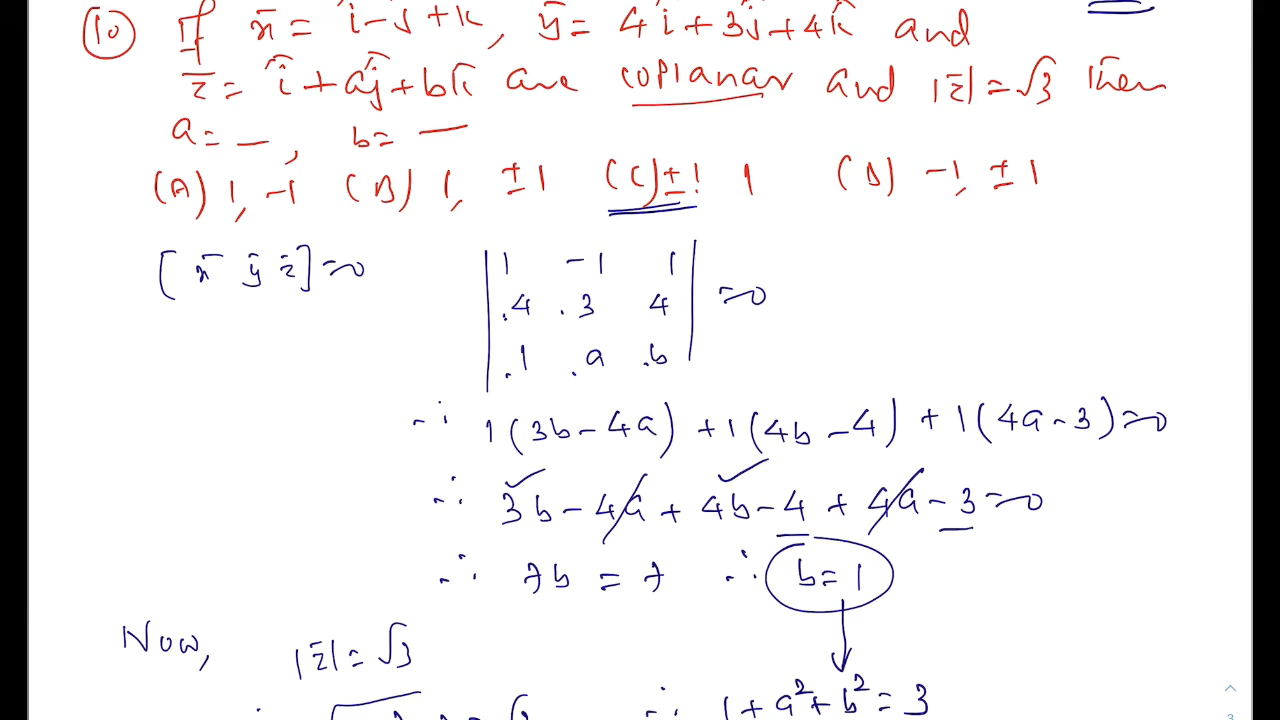 (10) If x̄ = î - ĵ + k̂, ȳ = 4î + 3ĵ + 4k̂ and
z̄ = î + aĵ + bk̂ are coplanar and |z̄| = √3 then
a = —, b = —
(A) 1, -1 (B) 1, ±1 (C) ±1 1 (D) -1, ±1
[x̄ ȳ z̄] = 0
| 1 -1 1 |
| 4 3 4 | = 0
| 1 a b |
∴ 1(3b - 4a) + 1(4b - 4) + 1(4a - 3) = 0
∴ 3b - 4a + 4b - 4 + 4a - 3 = 0
∴ 7b = 7 ∴ b = 1
Now, |z̄| = √3
∴ 1 + a² + b² = 3
3